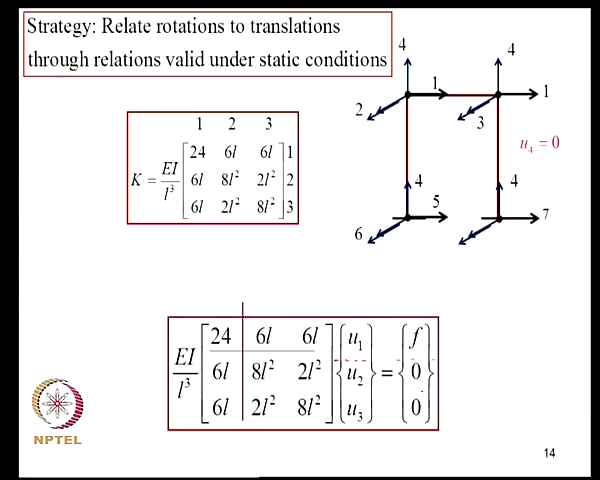 Strategy: Relate rotations to translations
through relations valid under static conditions
4 4
1 1
2 3
u₄ = 0
4 4
5 7
6
1 2 3
K = EI/l³ [24 6l 6l] 1
[6l 8l² 2l²] 2
[6l 2l² 8l²] 3
EI/l³ [24 6l 6l] {u₁} = {f}
[6l 8l² 2l²] {u₂} {0}
[6l 2l² 8l²] {u₃} {0}
NPTEL
14